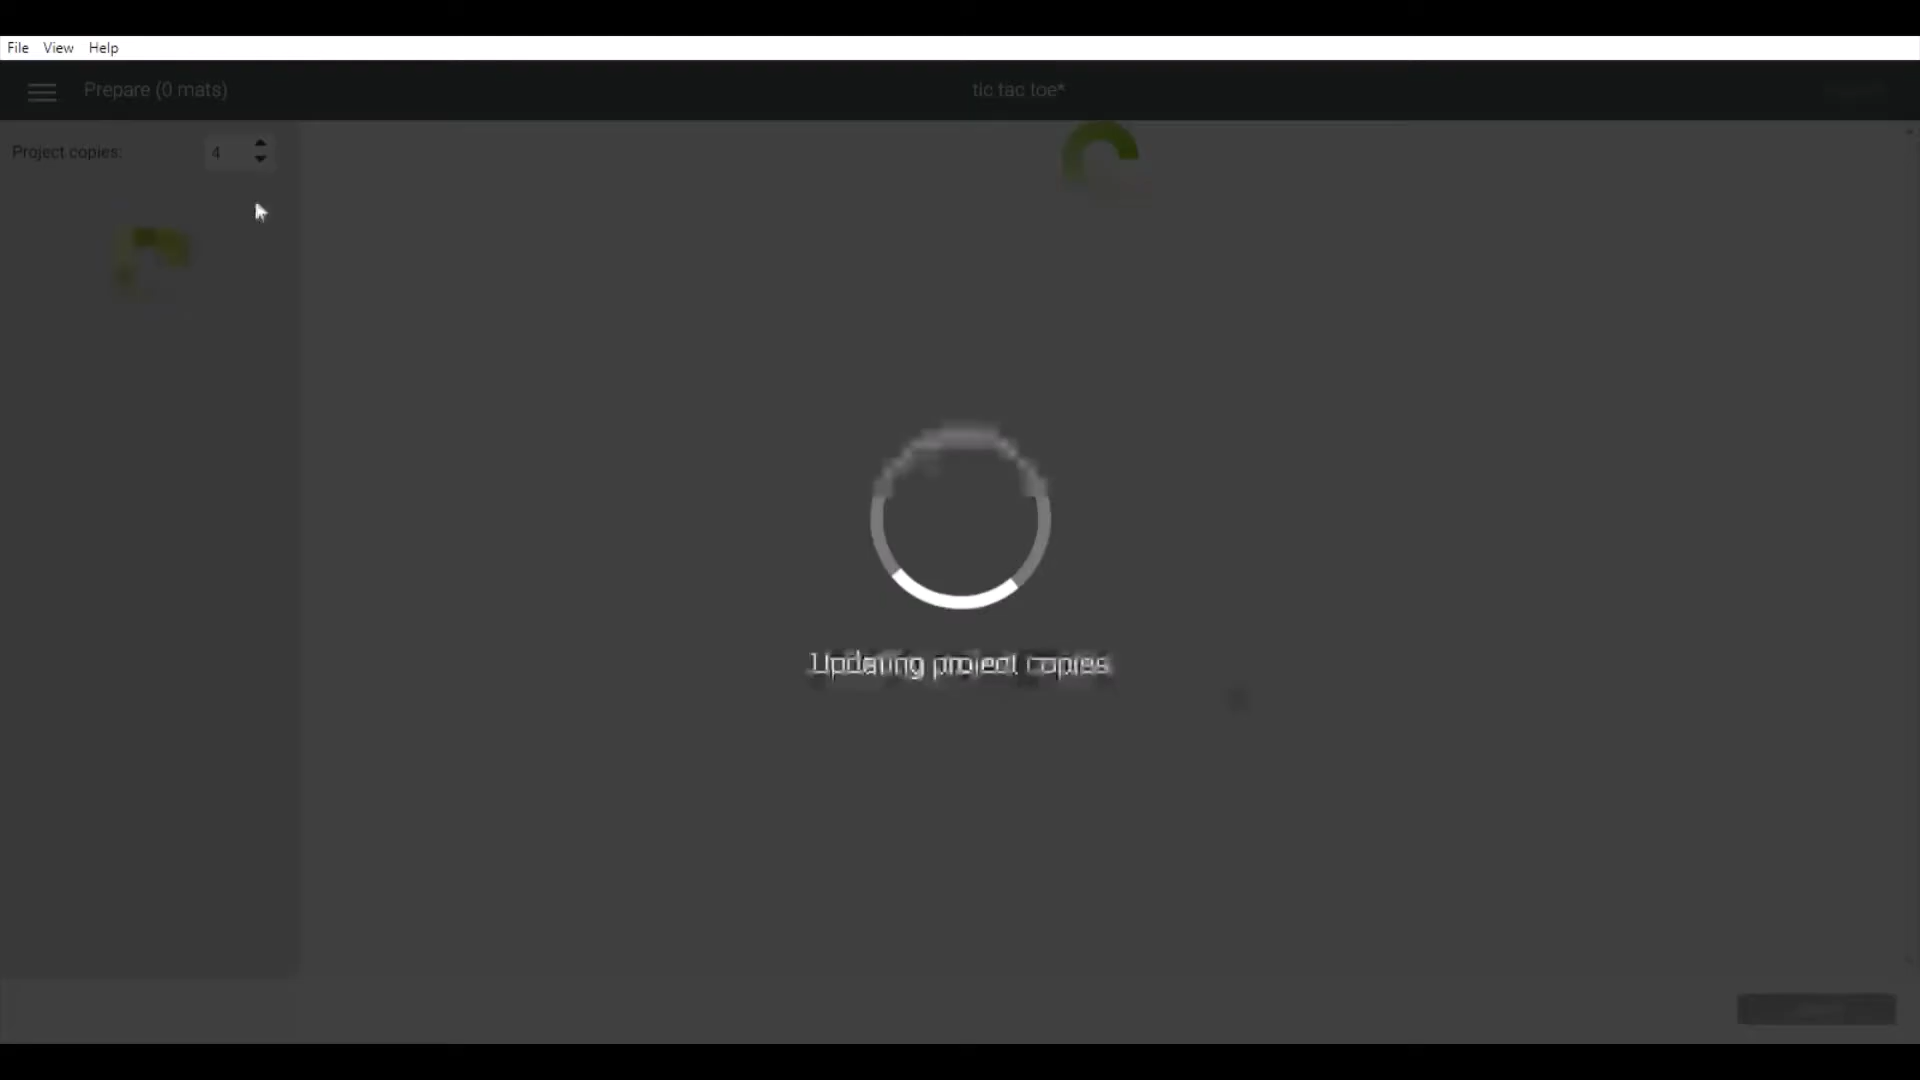 File View Help
Prepare (0 mats)
tic tac toe*
Project copies:
4
Updating project copies